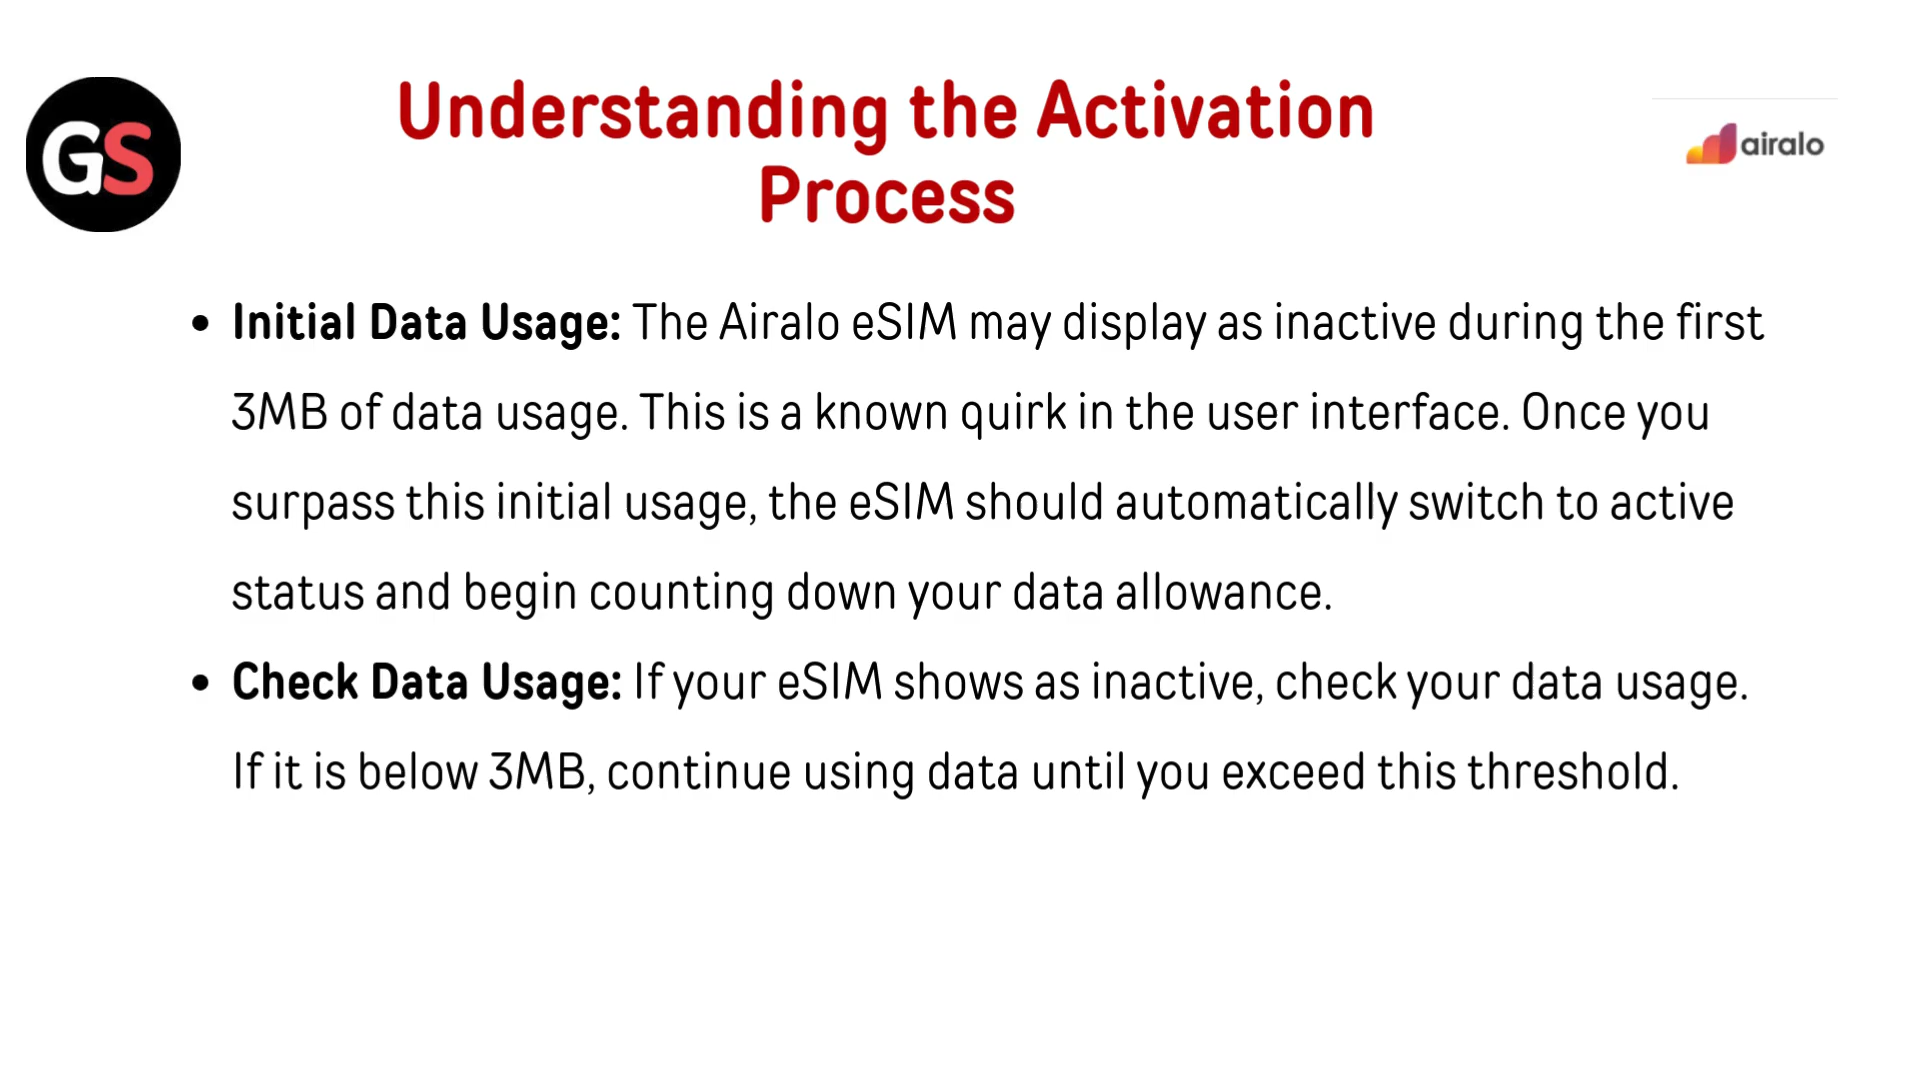 GS
Understanding the Activation
Process
airalo
• Initial Data Usage: The Airalo eSIM may display as inactive during the first
3MB of data usage. This is a known quirk in the user interface. Once you
surpass this initial usage, the eSIM should automatically switch to active
status and begin counting down your data allowance.
• Check Data Usage: If your eSIM shows as inactive, check your data usage.
If it is below 3MB, continue using data until you exceed this threshold.